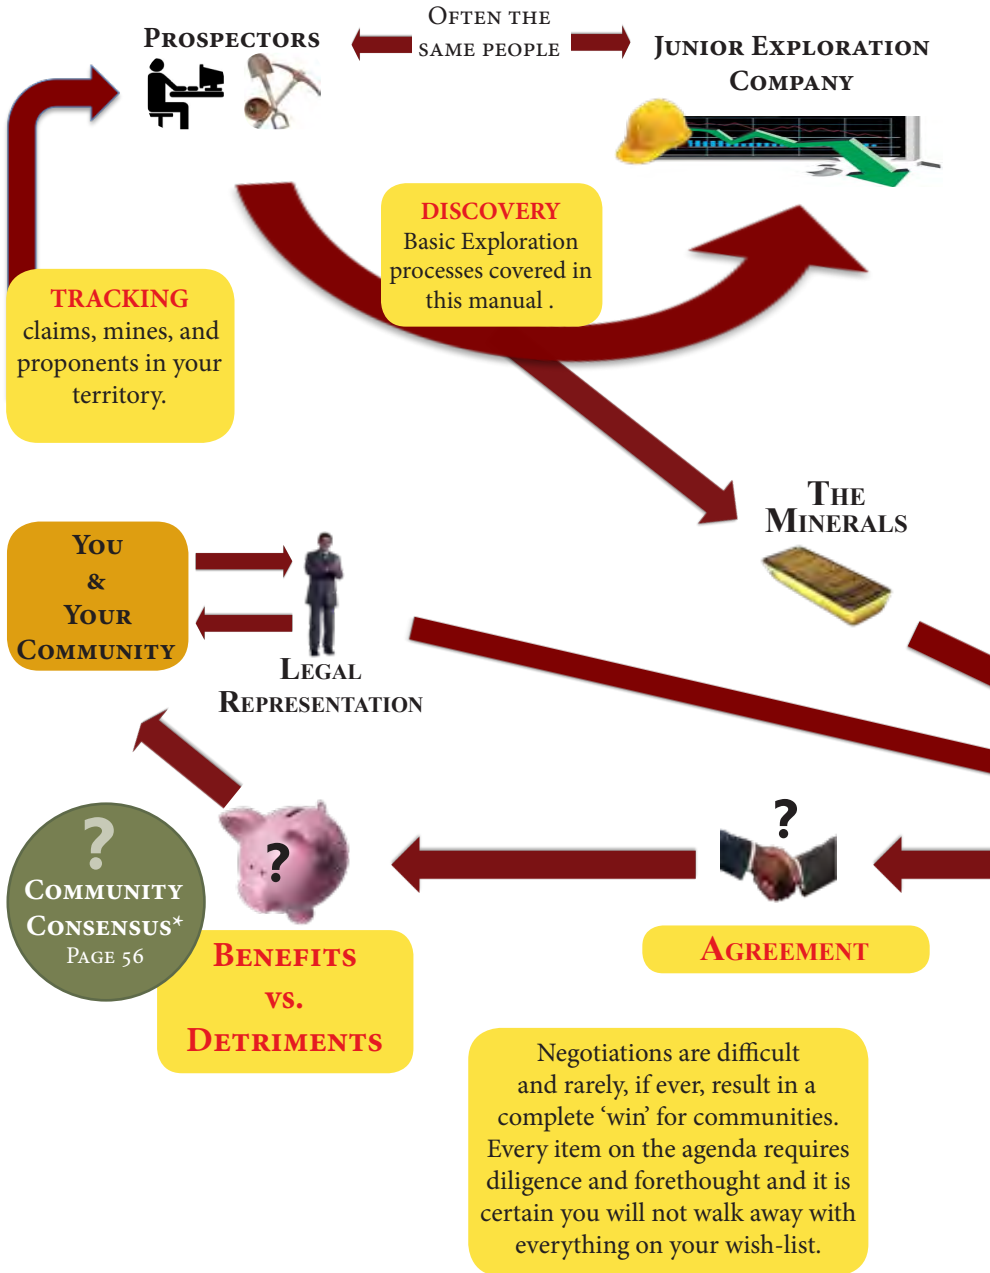 Often the
same people
Prospectors
Junior Exploration
Company
DISCOVERY
Basic Exploration
processes covered in
this manual .
TRACKING
claims, mines, and
proponents in your
territory.
The
Minerals
You
&
Your
Community
Legal
Representation
?
?
?
Community
Consensus*
Page 56
Benefits
vs.
Detriments
Agreement
Negotiations are difficult
and rarely, if ever, result in a
complete ‘win’ for communities.
Every item on the agenda requires
diligence and forethought and it is
certain you will not walk away with
everything on your wish-list.